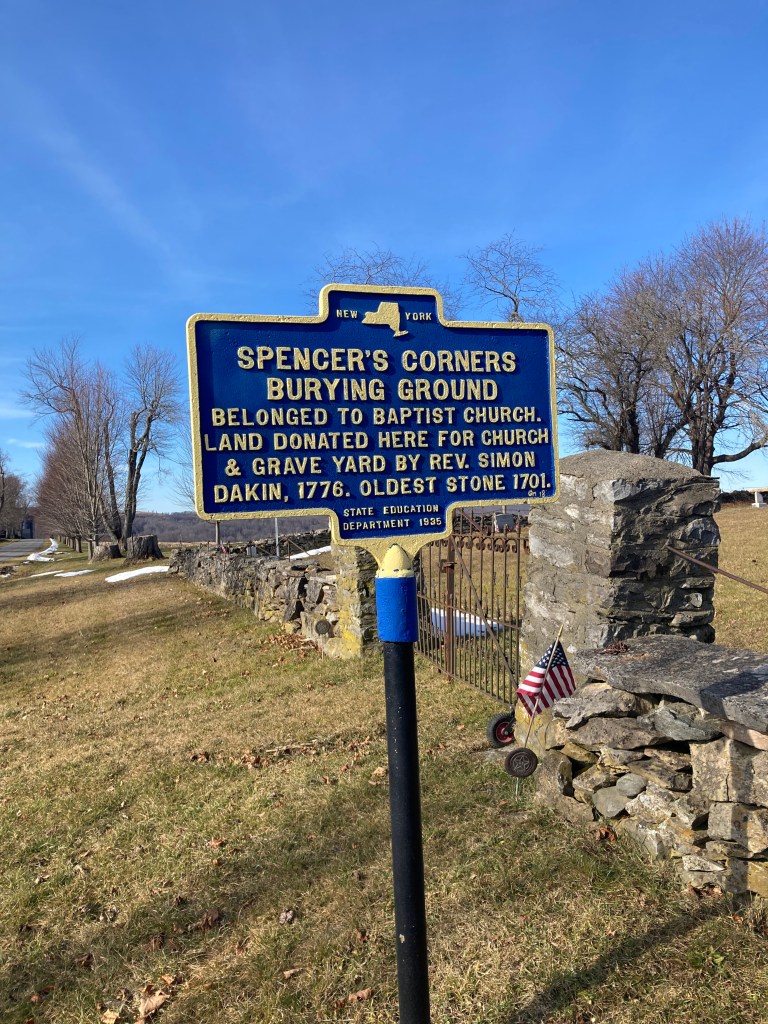 NEW YORK
SPENCER'S CORNERS
BURYING GROUND
BELONGED TO BAPTIST CHURCH.
LAND DONATED HERE FOR CHURCH
& GRAVE YARD BY REV. SIMON
DAKIN, 1776. OLDEST STONE 1701.
STATE EDUCATION
DEPARTMENT 1935